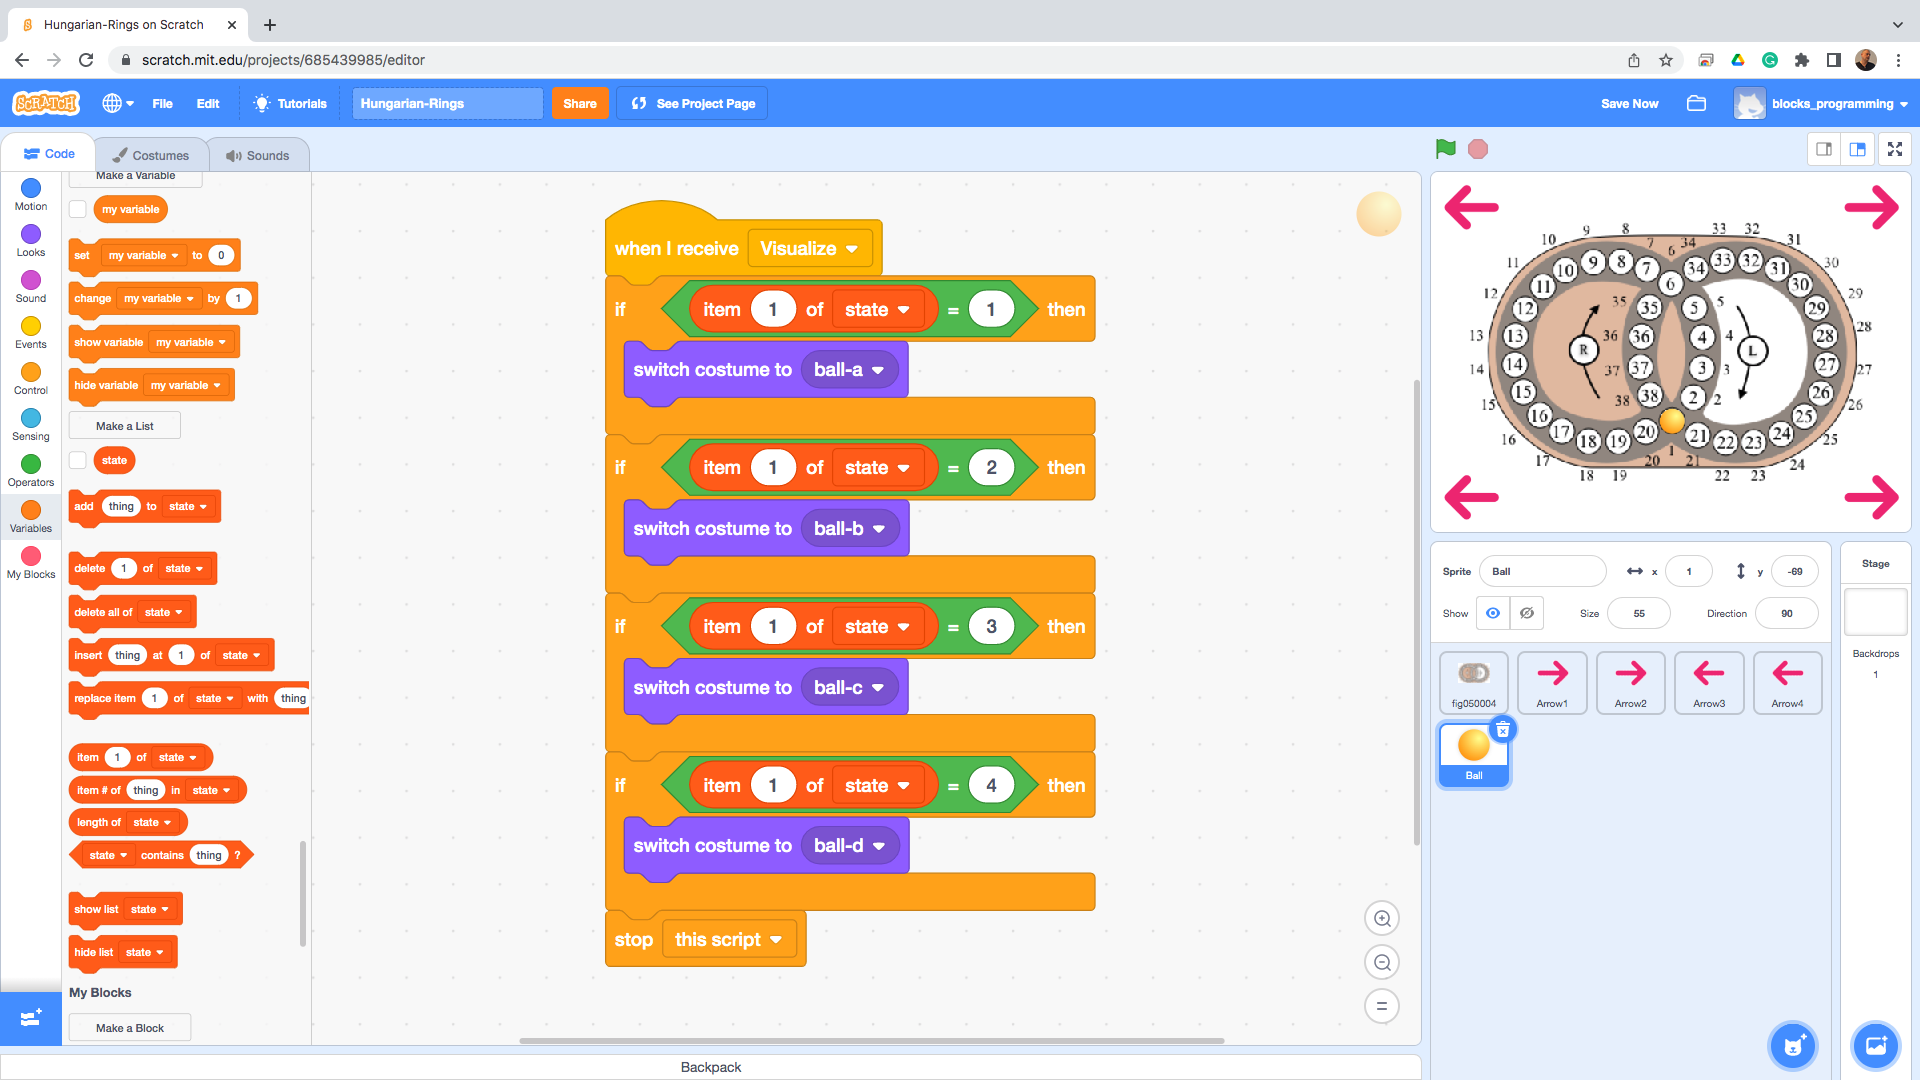 Hungarian-Rings on Scratch
scratch.mit.edu/projects/685439985/editor
SCRATCH
File
Edit
Tutorials
Hungarian-Rings
Share
See Project Page
Save Now
blocks_programming
Code
Costumes
Sounds
Motion
Looks
Sound
Events
Control
Sensing
Operators
Variables
My Blocks
Make a Variable
my variable
set my variable to 0
change my variable by 1
show variable my variable
hide variable my variable
Make a List
state
add thing to state
delete 1 of state
delete all of state
insert thing at 1 of state
replace item 1 of state with thing
item 1 of state
item # of thing in state
length of state
state contains thing ?
show list state
hide list state
My Blocks
Make a Block
when I receive Visualize
if item 1 of state = 1 then
switch costume to ball-a
if item 1 of state = 2 then
switch costume to ball-b
if item 1 of state = 3 then
switch costume to ball-c
if item 1 of state = 4 then
switch costume to ball-d
stop this script
Backpack
9 8 33 32
10 7 6 34 31
11 10 9 8 7 34 33 32 31 30
12 11 6 30 29
12 35 35 5 5 29
13 13 36 36 4 4 28 28
R L
14 14 37 37 3 3 27 27
15 15 38 38 2 2 26 26
16 16 17 18 19 20 21 22 23 24 25 25
17 20 1 21 24
18 19 22 23
Sprite Ball x 1 y -69
Show Size 55 Direction 90
fig050004
Arrow1
Arrow2
Arrow3
Arrow4
Ball
Stage
Backdrops
1